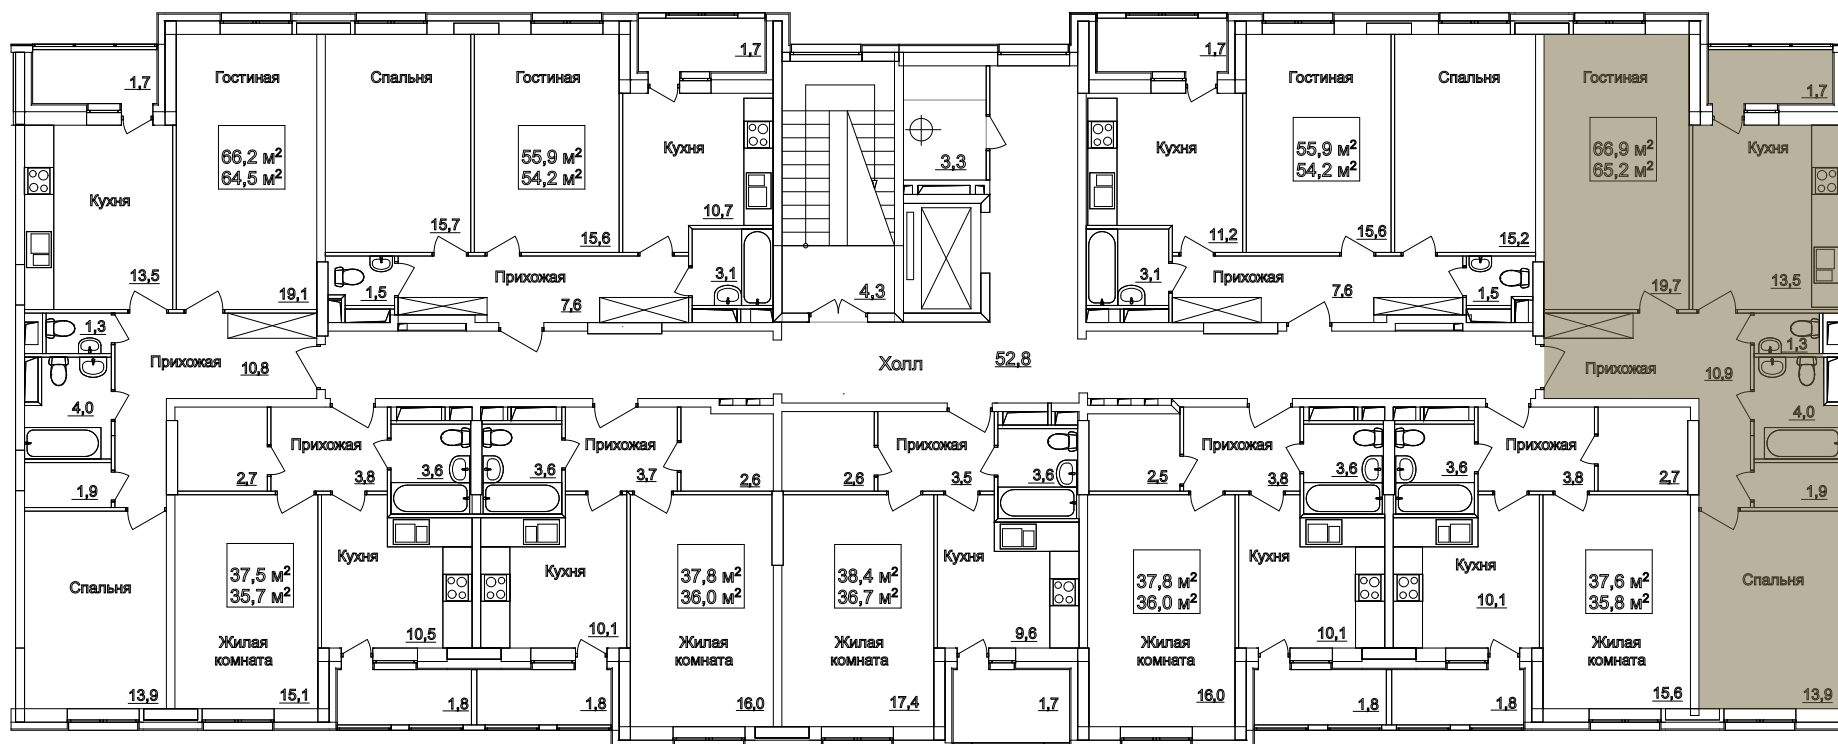 1,7
Гостиная
Спальня
Гостиная
1,7
1,7
Гостиная
Спальня
Гостиная
1,7
66,2 м²
64,5 м²
55,9 м²
54,2 м²
Кухня
3,3
Кухня
55,9 м²
54,2 м²
66,9 м²
65,2 м²
Кухня
Кухня
15,7
15,6
10,7
11,2
15,6
15,2
13,5
19,1
1,5
Прихожая
7,6
3,1
4,3
3,1
Прихожая
7,6
1,5
19,7
13,5
1,3
Прихожая
10,8
Холл
52,8
Прихожая
10,9
1,3
4,0
4,0
2,7
Прихожая
3,8
3,6
3,6
Прихожая
3,7
2,6
2,6
Прихожая
3,5
3,6
2,5
Прихожая
3,8
3,6
3,6
Прихожая
3,8
2,7
1,9
1,9
Спальня
37,5 м²
35,7 м²
Кухня
Кухня
37,8 м²
36,0 м²
38,4 м²
36,7 м²
Кухня
37,8 м²
36,0 м²
Кухня
Кухня
10,1
37,6 м²
35,8 м²
Спальня
Жилая
комната
10,5
10,1
Жилая
комната
Жилая
комната
9,6
Жилая
комната
10,1
Жилая
комната
13,9
15,1
1,8
1,8
16,0
17,4
1,7
16,0
1,8
1,8
15,6
13,9